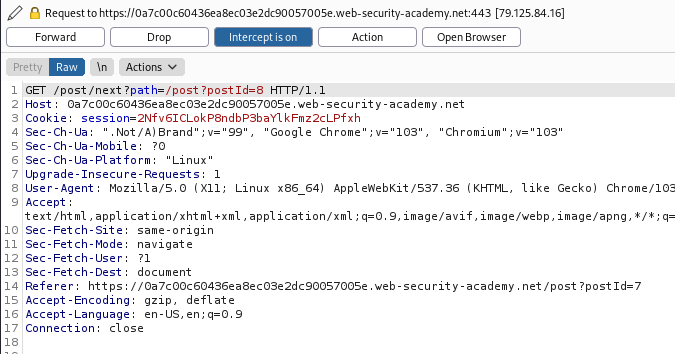 Request to https://0a7c00c60436ea8ec03e2dc90057005e.web-security-academy.net:443 [79.125.84.16]
Forward Drop Intercept is on Action Open Browser
Pretty Raw \n Actions
1 GET /post/next?path=/post?postId=8 HTTP/1.1
2 Host: 0a7c00c60436ea8ec03e2dc90057005e.web-security-academy.net
3 Cookie: session=2Nfv6ICLokP8ndbP3baYlkFmz2cLPfxh
4 Sec-Ch-Ua: ".Not/A)Brand";v="99", "Google Chrome";v="103", "Chromium";v="103"
5 Sec-Ch-Ua-Mobile: ?0
6 Sec-Ch-Ua-Platform: "Linux"
7 Upgrade-Insecure-Requests: 1
8 User-Agent: Mozilla/5.0 (X11; Linux x86_64) AppleWebKit/537.36 (KHTML, like Gecko) Chrome/103
9 Accept:
text/html,application/xhtml+xml,application/xml;q=0.9,image/avif,image/webp,image/apng,*/*;q=
10 Sec-Fetch-Site: same-origin
11 Sec-Fetch-Mode: navigate
12 Sec-Fetch-User: ?1
13 Sec-Fetch-Dest: document
14 Referer: https://0a7c00c60436ea8ec03e2dc90057005e.web-security-academy.net/post?postId=7
15 Accept-Encoding: gzip, deflate
16 Accept-Language: en-US,en;q=0.9
17 Connection: close
18